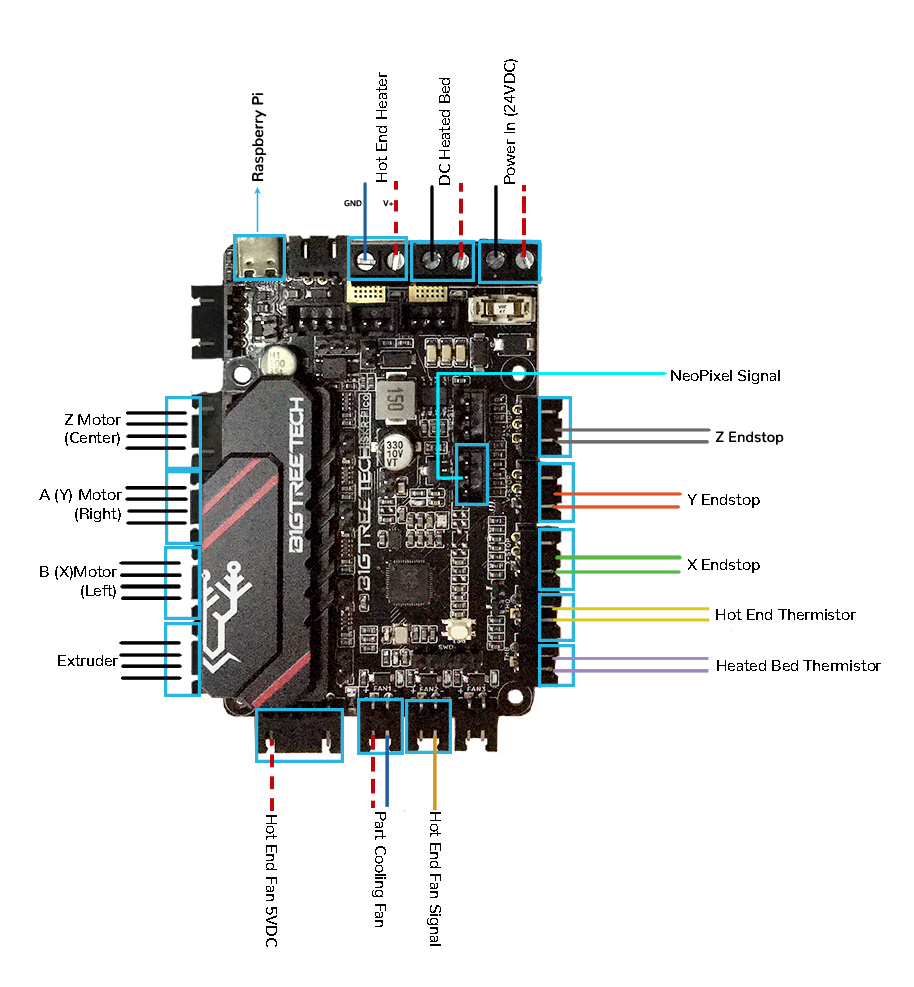 Raspberry Pi
Hot End Heater
DC Heated Bed
Power In (24VDC)
GND
V+
NeoPixel Signal
Z Motor
(Center)
A (Y) Motor
(Right)
B (X)Motor
(Left)
Extruder
Z Endstop
Y Endstop
X Endstop
Hot End Thermistor
Heated Bed Thermistor
BIGTREETECH
BIGTREETECH
150
330
10V
VT
SWD
FAN1
FAN2
FAN3
Hot End Fan 5VDC
Part Cooling Fan
Hot End Fan Signal